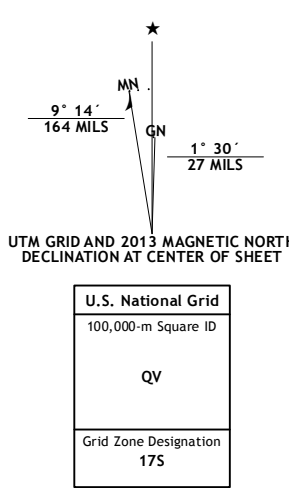 ★
MN
9° 14´
164 MILS
GN
1° 30´
27 MILS
UTM GRID AND 2013 MAGNETIC NORTH
DECLINATION AT CENTER OF SHEET
U.S. National Grid
100,000-m Square ID
QV
Grid Zone Designation
17S